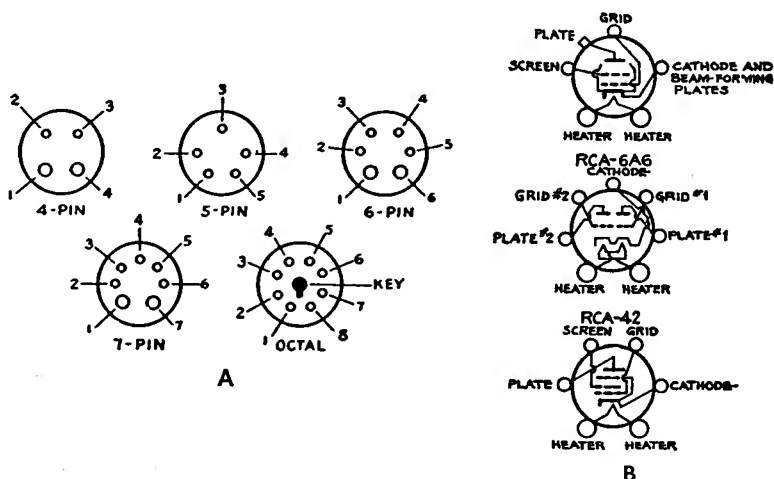 2 3
1 4
4-PIN
3
2 4
1 5
5-PIN
3 4
2 5
1 6
6-PIN
4
3 5
2 6
1 7
7-PIN
4 5
3 6
KEY
2 7
1 8
OCTAL
A
GRID
PLATE
SCREEN
CATHODE AND
BEAM-FORMING
PLATES
HEATER HEATER
RCA-6A6
CATHODE-
GRID #2 GRID #1
PLATE #2 PLATE-#1
HEATER HEATER
RCA-42
SCREEN GRID
PLATE CATHODE-
HEATER HEATER
B